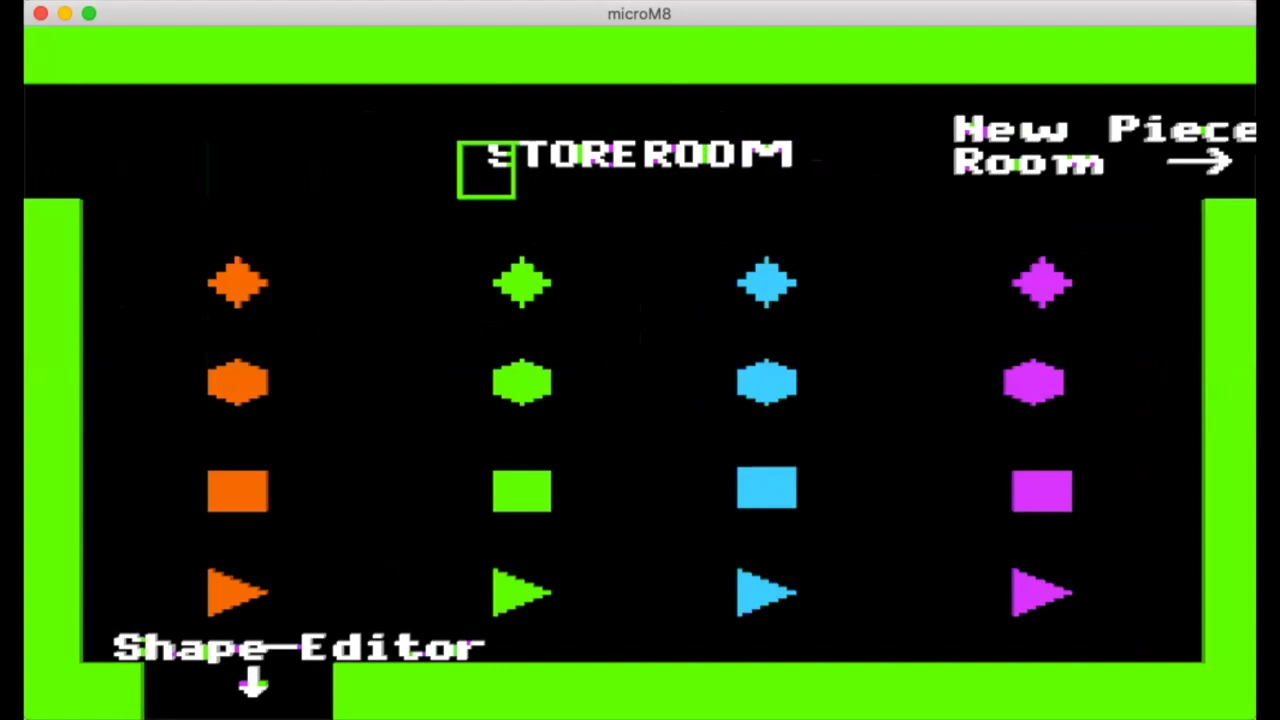 microM8
New Piece
STOREROOM
Room →
Shape-Editor
↓